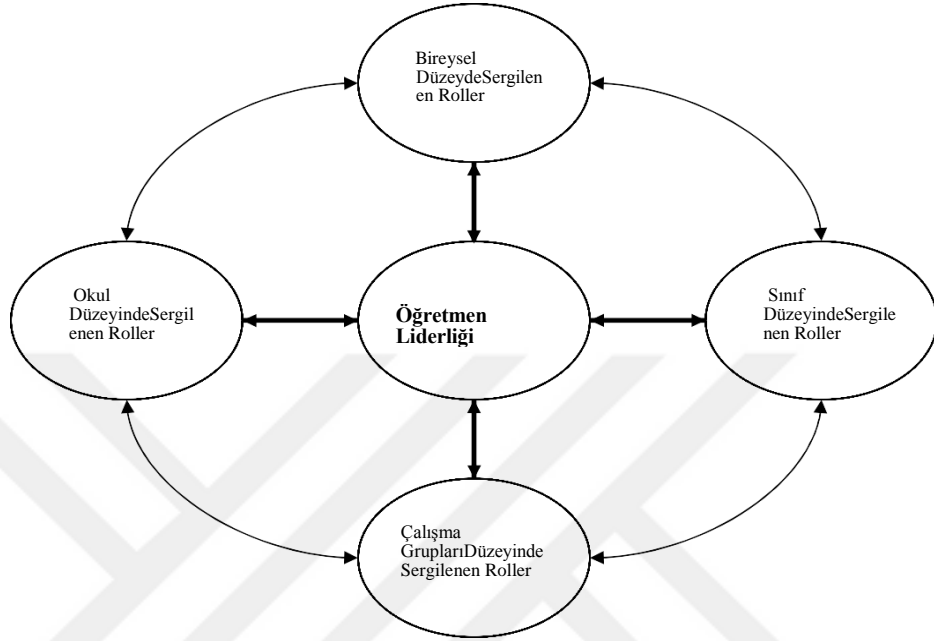 Bireysel
DüzeydeSergilen
en Roller
Okul
DüzeyindeSergil
enen Roller
Öğretmen
Liderliği
Sınıf
DüzeyindeSergile
nen Roller
Çalışma
GruplarıDüzeyinde
Sergilenen Roller